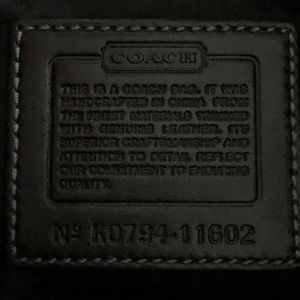 COACH
THIS IS A COACH BAG. IT WAS
HANDCRAFTED IN CHINA FROM
THE FINEST MATERIALS TRIMMED
WITH GENUINE LEATHER. ITS
SUPERIOR CRAFTSMANSHIP AND
ATTENTION TO DETAIL REFLECT
OUR COMMITMENT TO ENDURING
QUALITY.
Nº K0794-11602